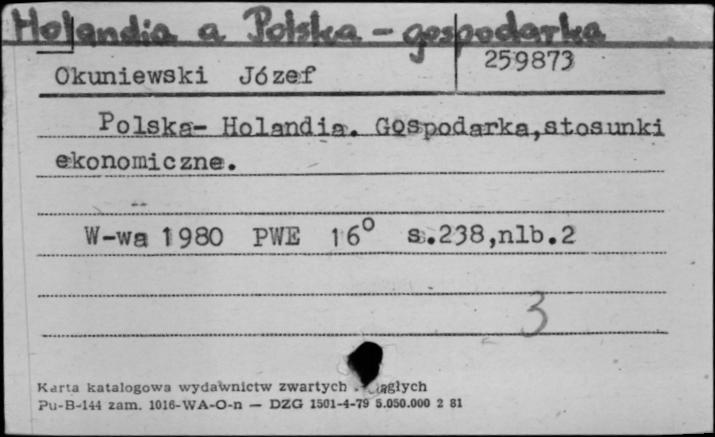 Holandia a Polska - gospodarka
259873
Okuniewski Józef
Polska- Holandia. Gospodarka,stosunki
ekonomiczne.
--
W-wa 1980 PWE 16° s.238,nlb.2
3
Karta katalogowa wydawnictw zwartych
Pu-B-144 zam. 1016-WA-O-n — DZG 1501-4-79 5.050.000 2 81